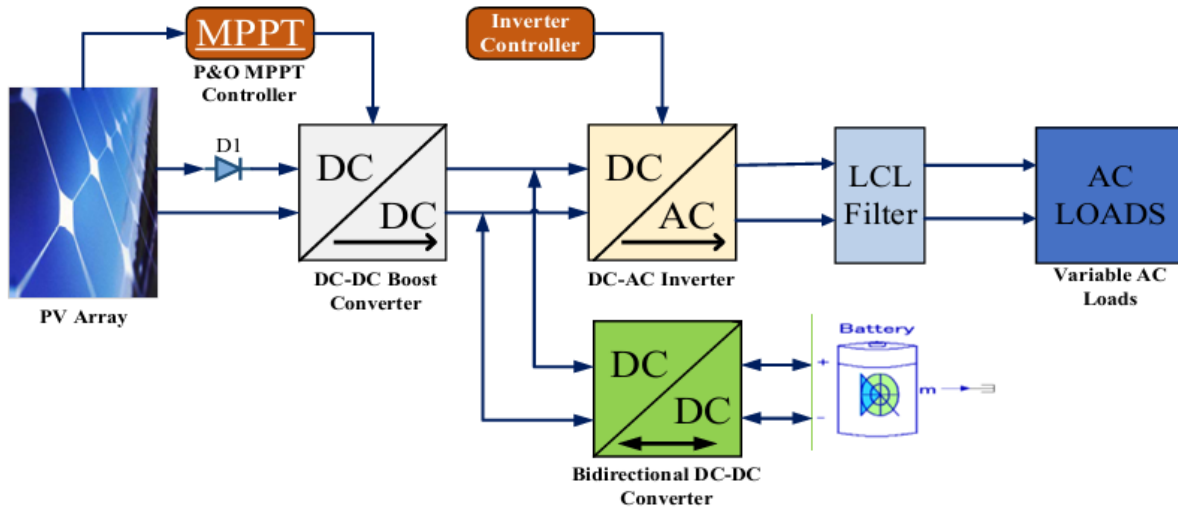 MPPT
P&O MPPT
Controller
Inverter
Controller
D1
DC
DC
DC
AC
LCL
Filter
AC
LOADS
PV Array
DC-DC Boost
Converter
DC-AC Inverter
Variable AC
Loads
DC
DC
Battery
+
m
-
Bidirectional DC-DC
Converter